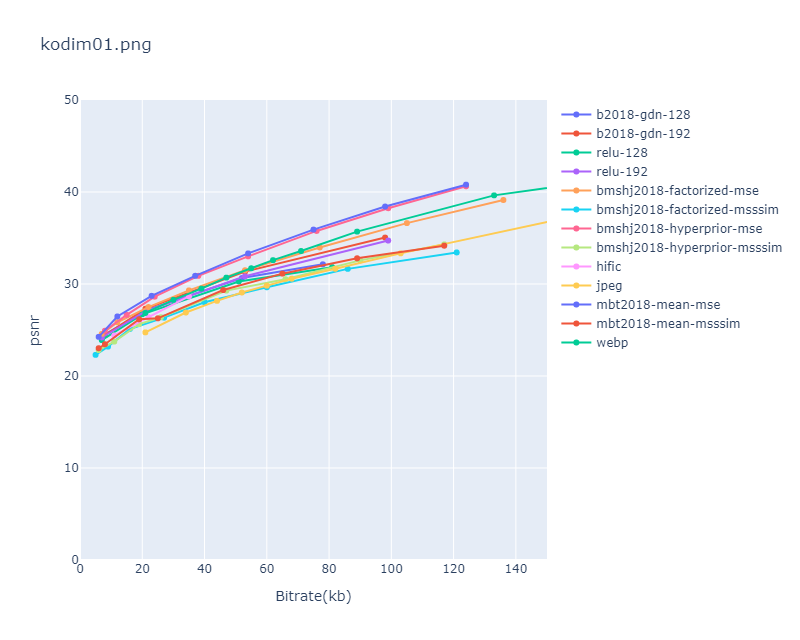 kodim01.png
50
40
30
20
10
0
psnr
0 20 40 60 80 100 120 140
Bitrate(kb)
b2018-gdn-128
b2018-gdn-192
relu-128
relu-192
bmshj2018-factorized-mse
bmshj2018-factorized-msssim
bmshj2018-hyperprior-mse
bmshj2018-hyperprior-msssim
hific
jpeg
mbt2018-mean-mse
mbt2018-mean-msssim
webp